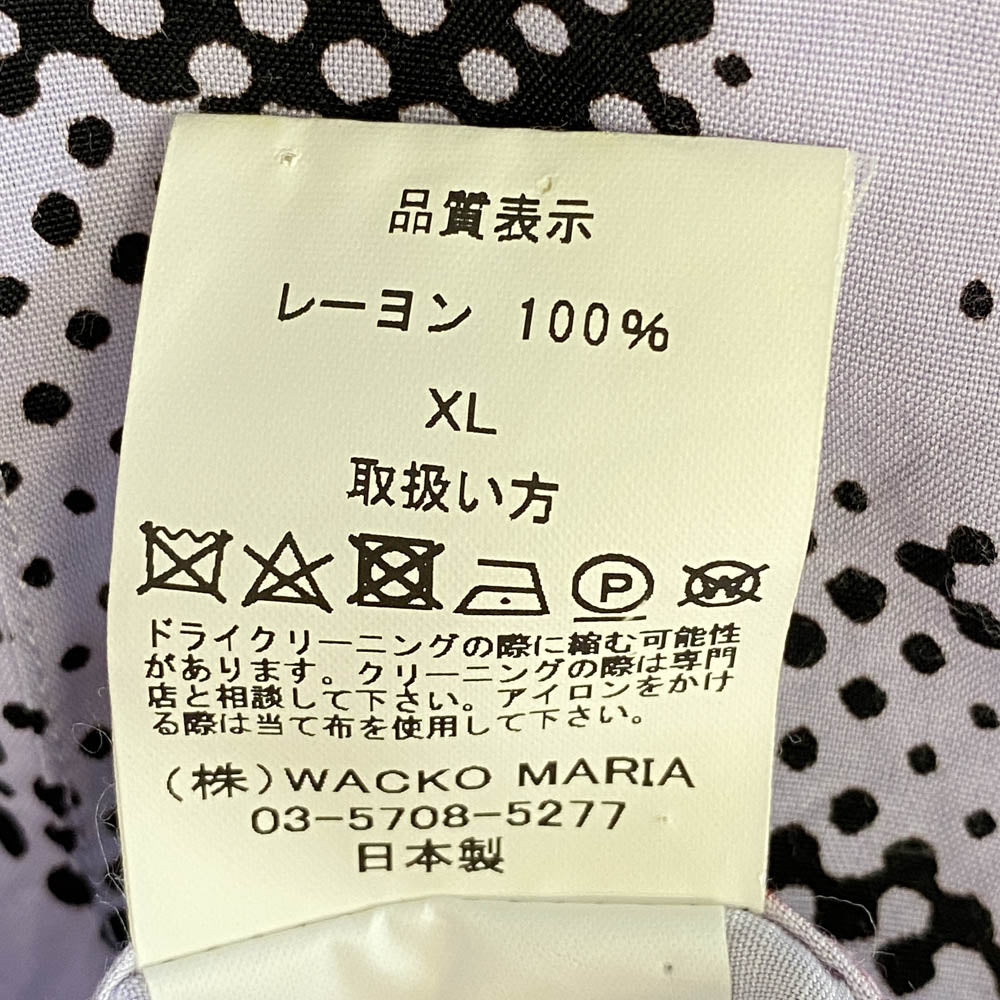 品質表示
レーヨン 100%
XL
取扱い方
P W
ドライクリーニングの際に縮む可能性
があります。クリーニングの際は専門
店と相談して下さい。アイロンをかけ
る際は当て布を使用して下さい。
(株)WACKO MARIA
03-5708-5277
日本製